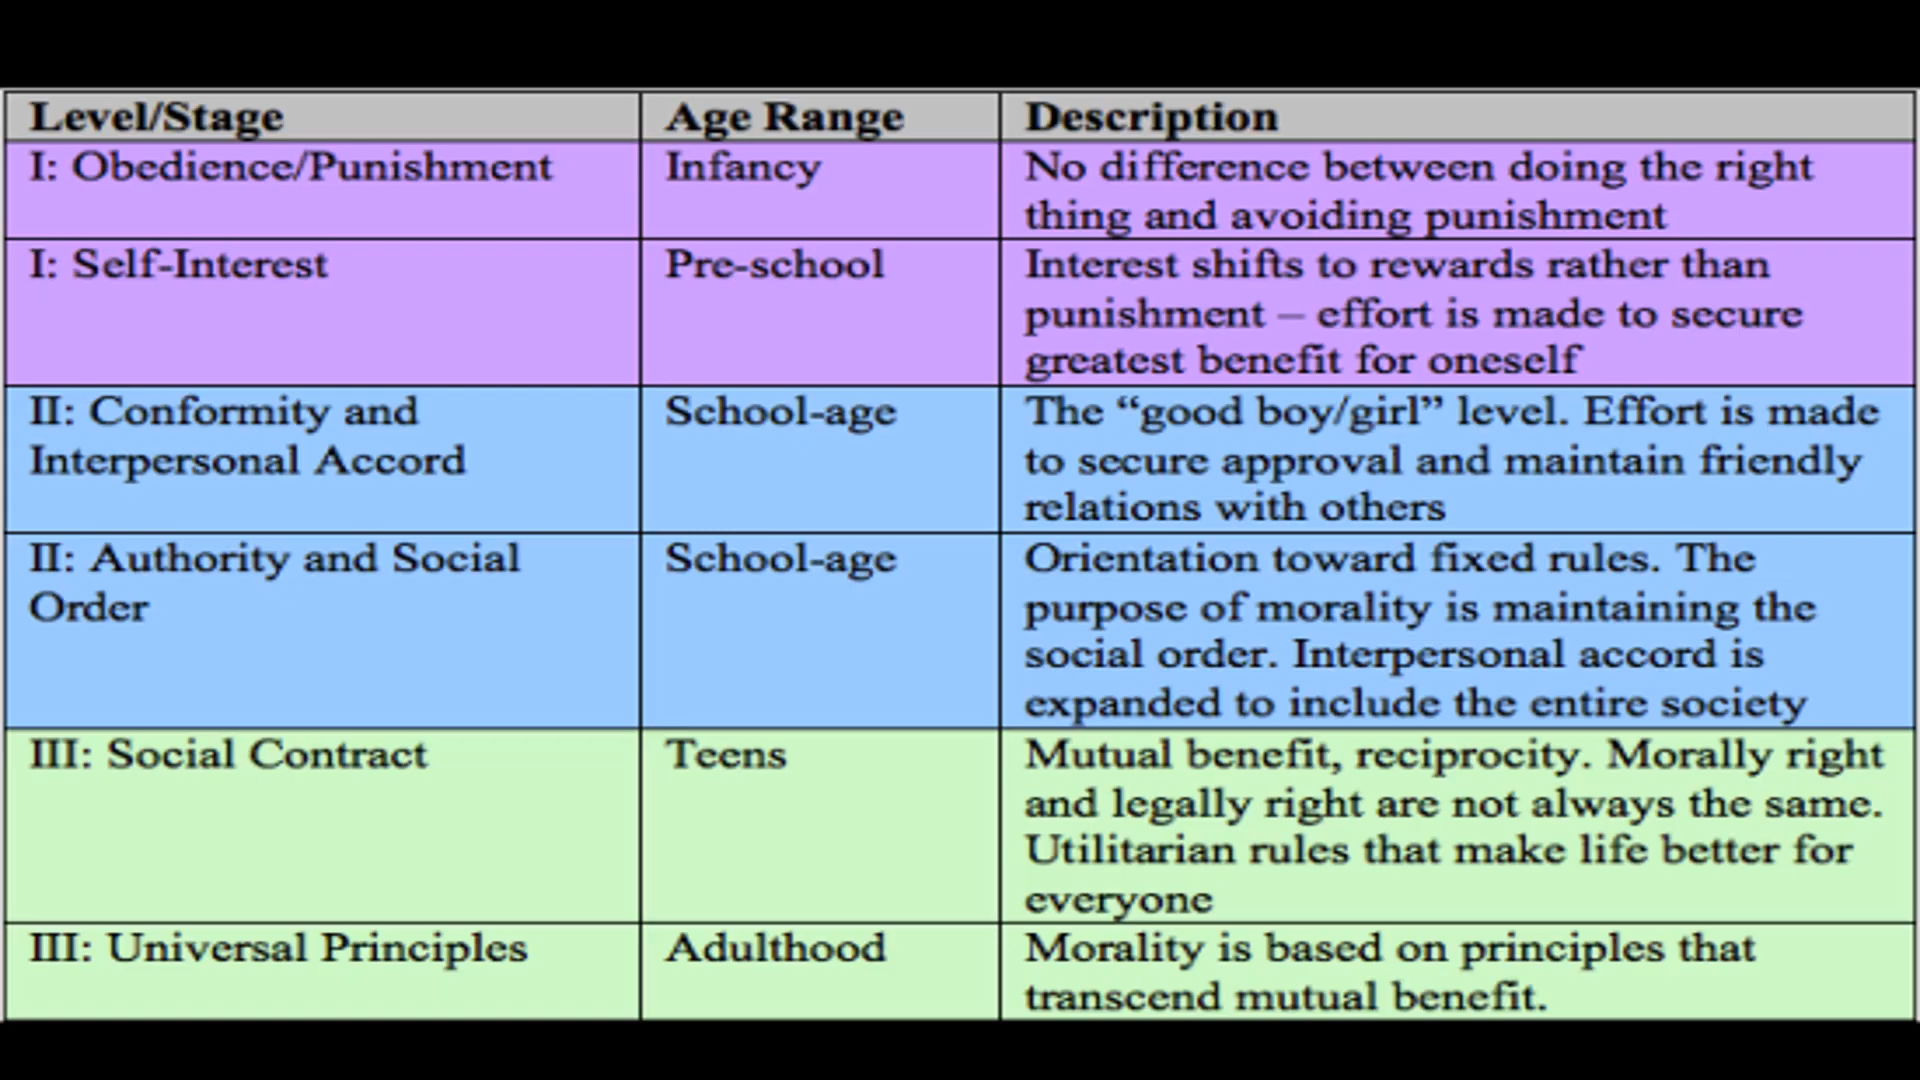 Level/Stage Age Range Description
I: Obedience/Punishment Infancy No difference between doing the right
thing and avoiding punishment
I: Self-Interest Pre-school Interest shifts to rewards rather than
punishment – effort is made to secure
greatest benefit for oneself
II: Conformity and School-age The “good boy/girl” level. Effort is made
Interpersonal Accord to secure approval and maintain friendly
relations with others
II: Authority and Social School-age Orientation toward fixed rules. The
Order purpose of morality is maintaining the
social order. Interpersonal accord is
expanded to include the entire society
III: Social Contract Teens Mutual benefit, reciprocity. Morally right
and legally right are not always the same.
Utilitarian rules that make life better for
everyone
III: Universal Principles Adulthood Morality is based on principles that
transcend mutual benefit.